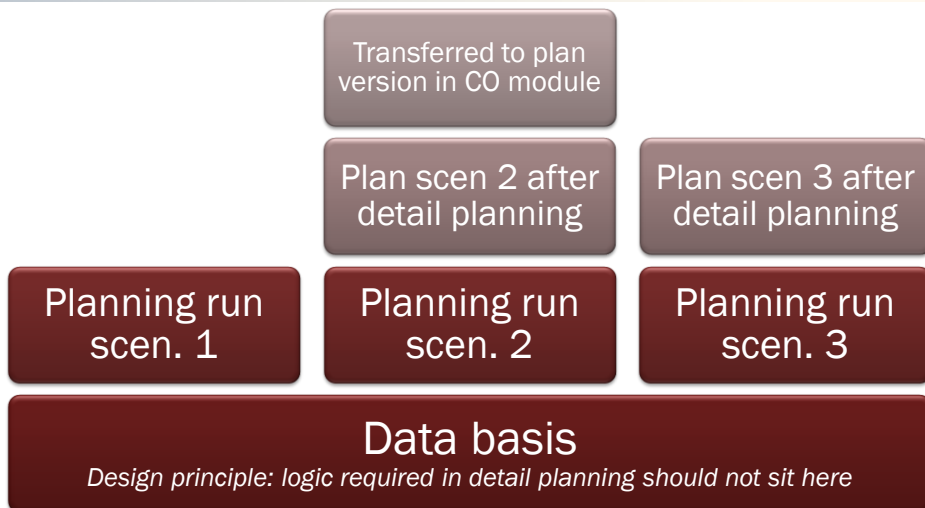 Transferred to plan
version in CO module
Plan scen 2 after
detail planning
Plan scen 3 after
detail planning
Planning run
scen. 1
Planning run
scen. 2
Planning run
scen. 3
Data basis
Design principle: logic required in detail planning should not sit here